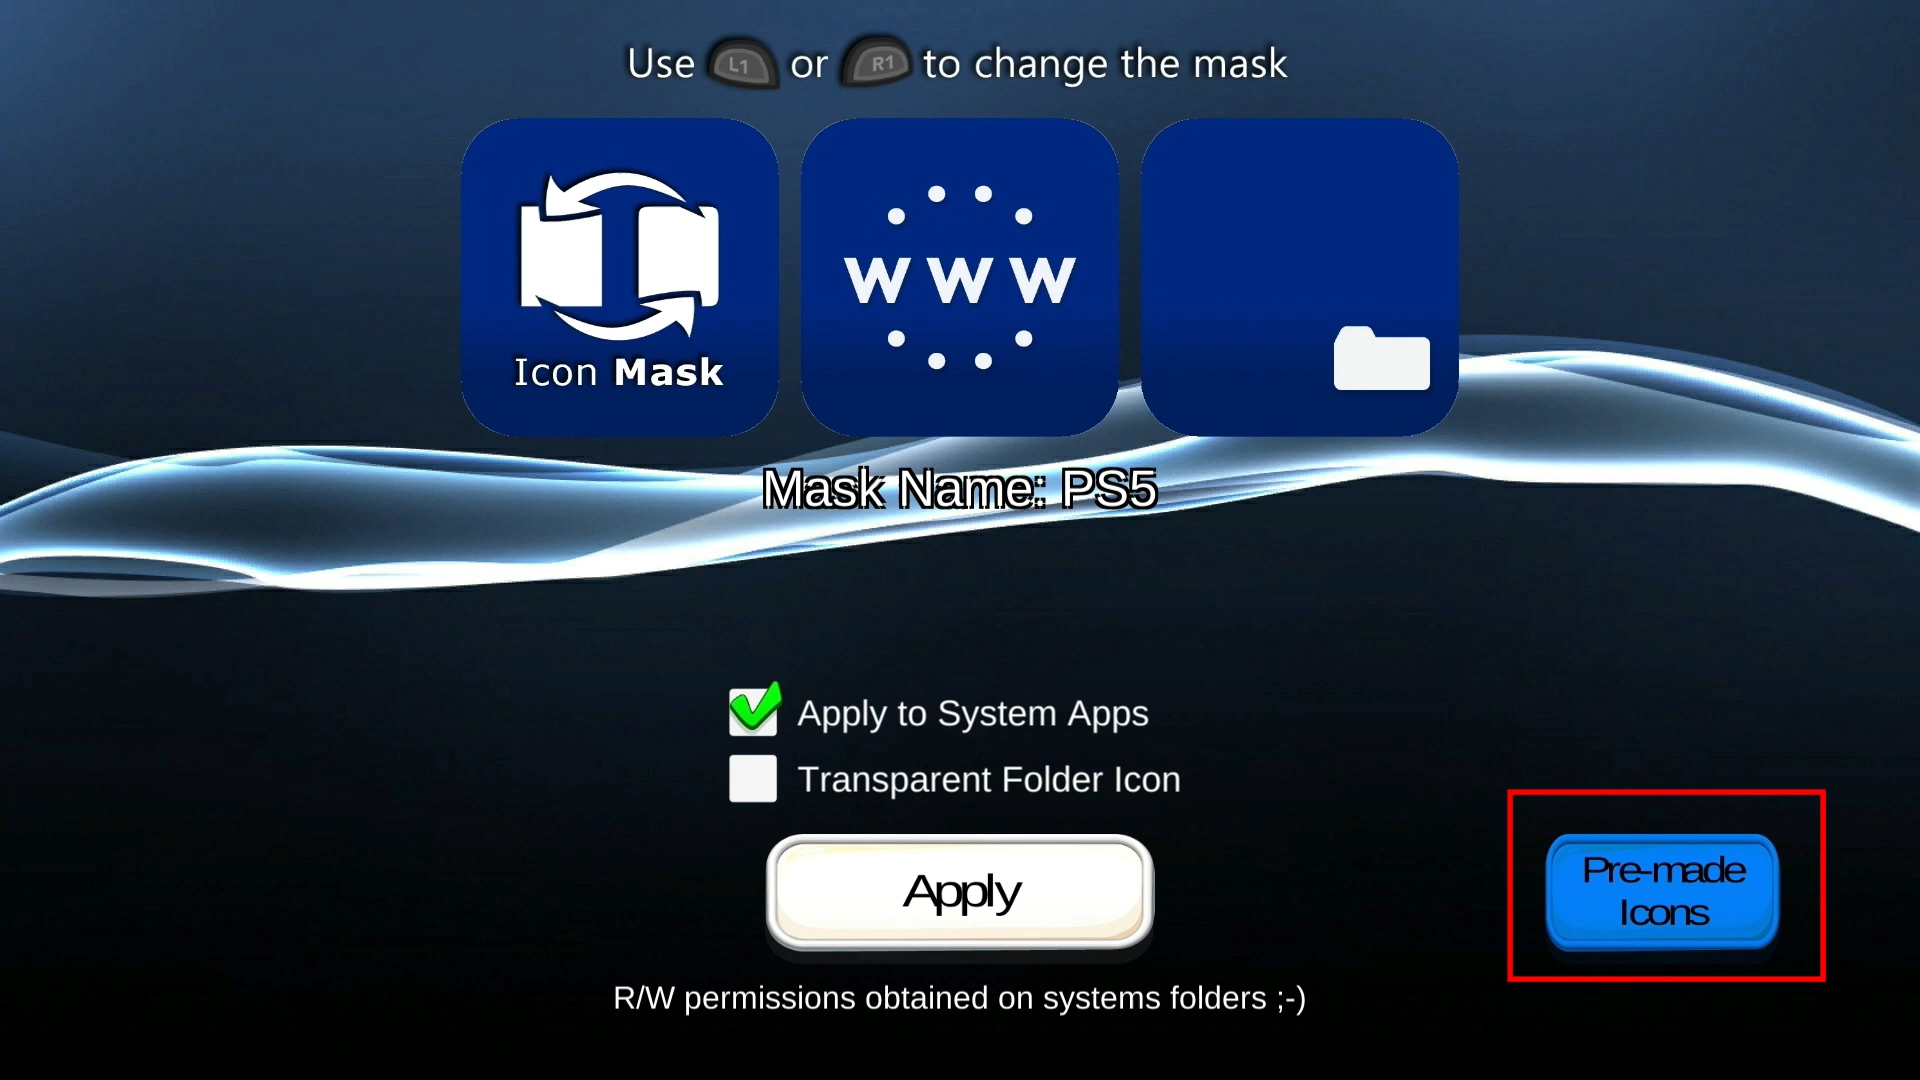 Use L1 or R1 to change the mask
Icon Mask
W W W
Mask Name: PS5
Apply to System Apps
Transparent Folder Icon
Apply
Pre-made
Icons
R/W permissions obtained on systems folders ;-)